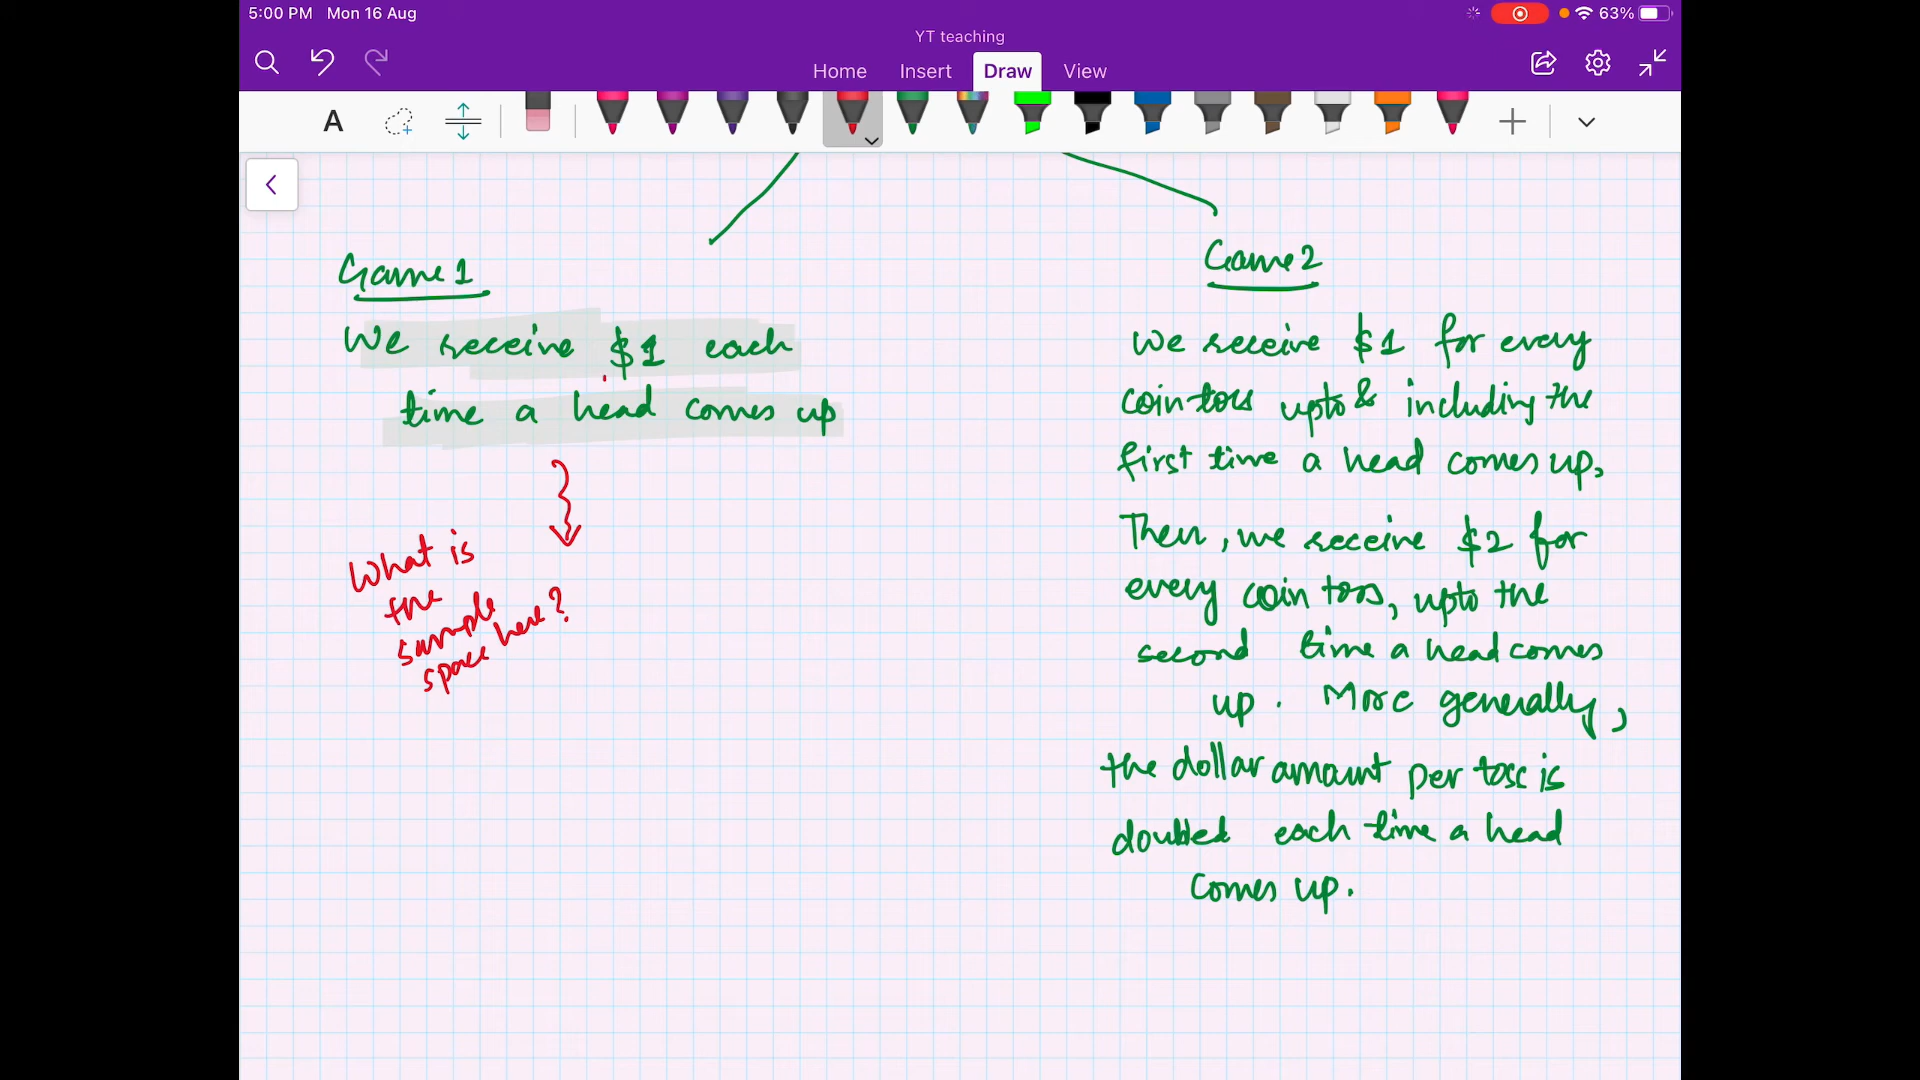 5:00 PM Mon 16 Aug
63%
YT teaching
Home Insert Draw View
A
Game 1
We receive $1 each
time a head comes up
What is
the
sample
space here?
Game 2
We receive $1 for every
coin toss upto & including the
first time a head comes up,
Then, we receive $2 for
every coin toss, upto the
second time a head comes
up. More generally,
the dollar amount per toss is
doubled each time a head
comes up.